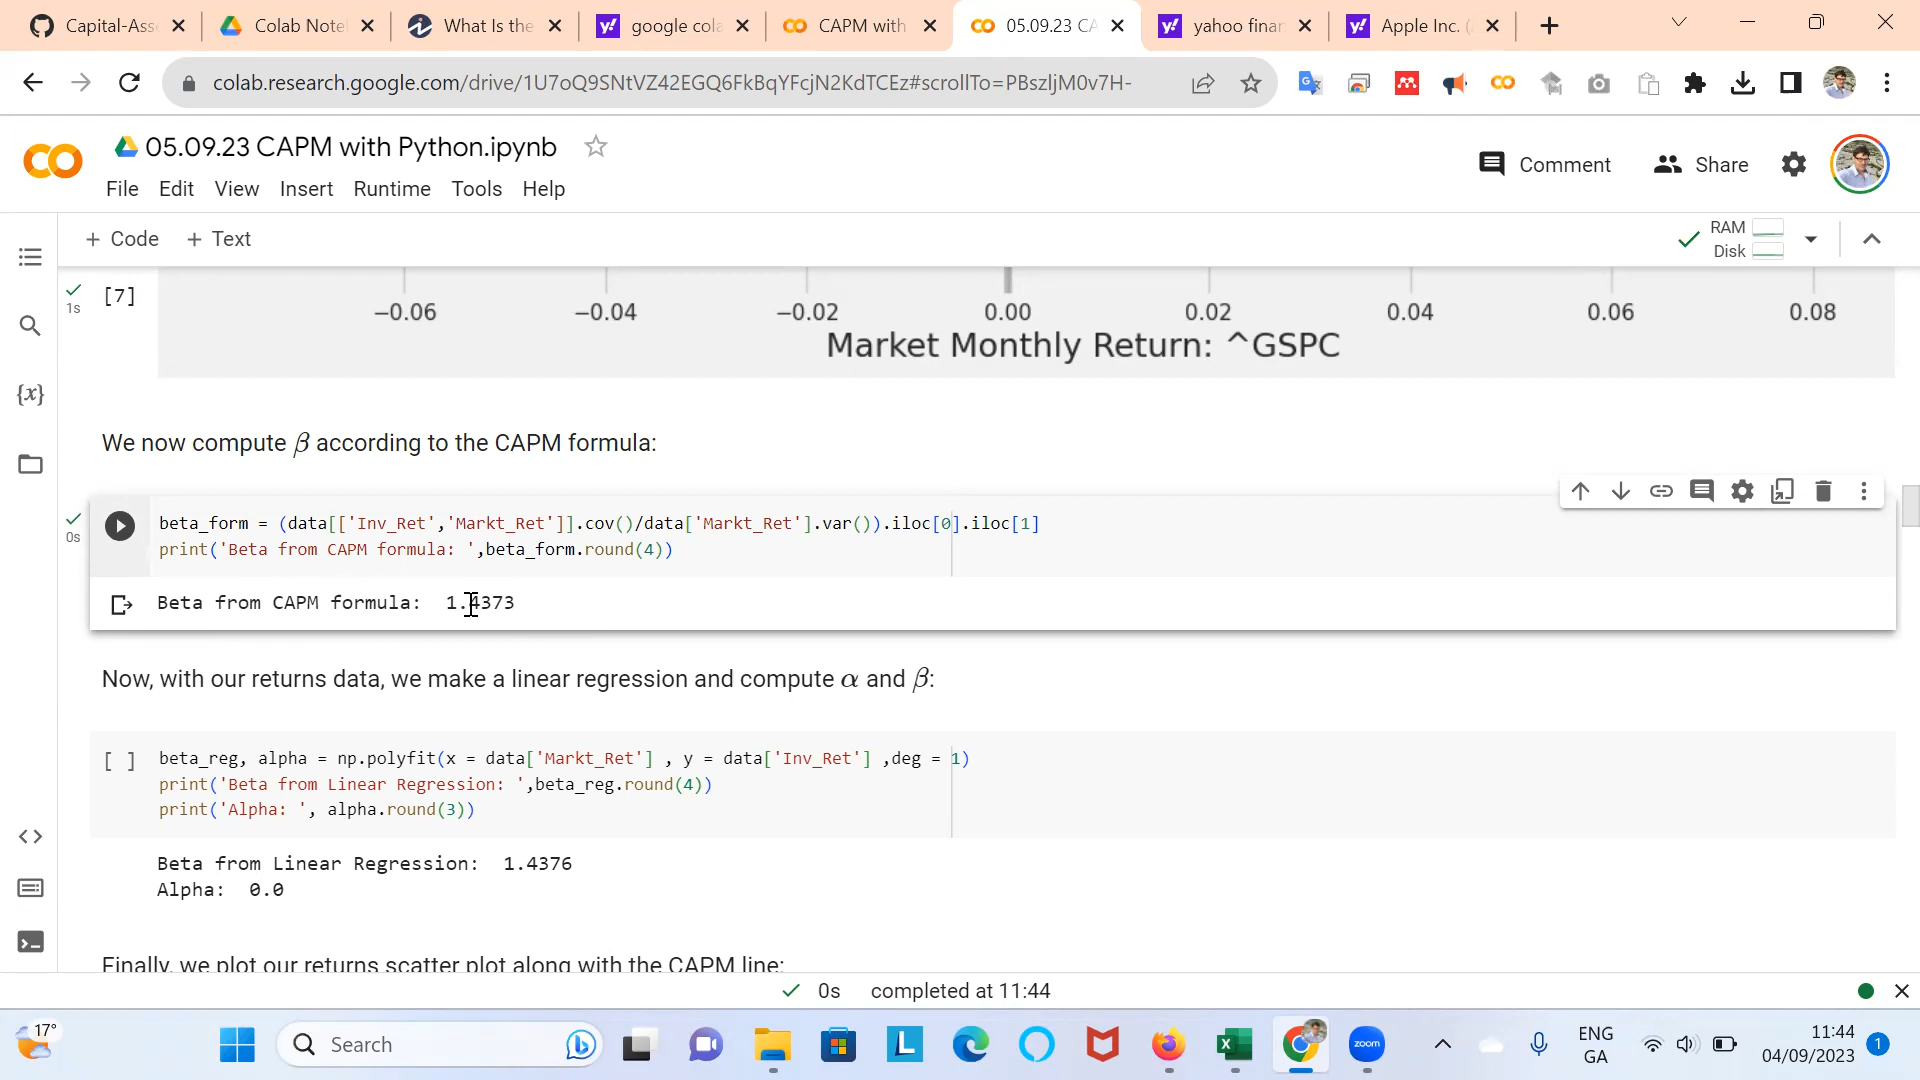 Capital-Ass
Colab Note
What Is the
google cola
CAPM with
05.09.23 CA
yahoo finan
Apple Inc. (
colab.research.google.com/drive/1U7oQ9SNtVZ42EGQ6FkBqYFcjN2KdTCEz#scrollTo=PBszljM0v7H-
05.09.23 CAPM with Python.ipynb
Comment
Share
File Edit View Insert Runtime Tools Help
+ Code + Text
RAM
Disk
[7]
1s
−0.06 −0.04 −0.02 0.00 0.02 0.04 0.06 0.08
Market Monthly Return: ^GSPC
We now compute β according to the CAPM formula:
0s
beta_form = (data[['Inv_Ret','Markt_Ret']].cov()/data['Markt_Ret'].var()).iloc[0].iloc[1]
print('Beta from CAPM formula: ',beta_form.round(4))
Beta from CAPM formula:  1.4373
Now, with our returns data, we make a linear regression and compute α and β:
[ ]
beta_reg, alpha = np.polyfit(x = data['Markt_Ret'] , y = data['Inv_Ret'] ,deg = 1)
print('Beta from Linear Regression: ',beta_reg.round(4))
print('Alpha: ', alpha.round(3))
Beta from Linear Regression:  1.4376
Alpha:  0.0
Finally, we plot our returns scatter plot along with the CAPM line:
0s completed at 11:44
17°
Search
zoom
ENG
GA
11:44
04/09/2023
1